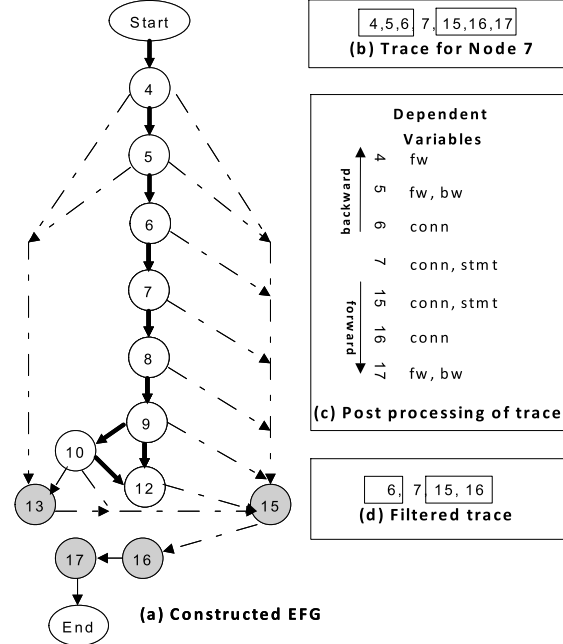 Start
4
5
6
7
8
9
10
12
13
15
17
16
End
(a) Constructed EFG
4,5,6, 7, 15,16,17
(b) Trace for Node 7
Dependent
Variables
backward
forward
4 fw
5 fw, bw
6 conn
7 conn, stmt
15 conn, stmt
16 conn
17 fw, bw
(c) Post processing of trace
6, 7, 15, 16
(d) Filtered trace